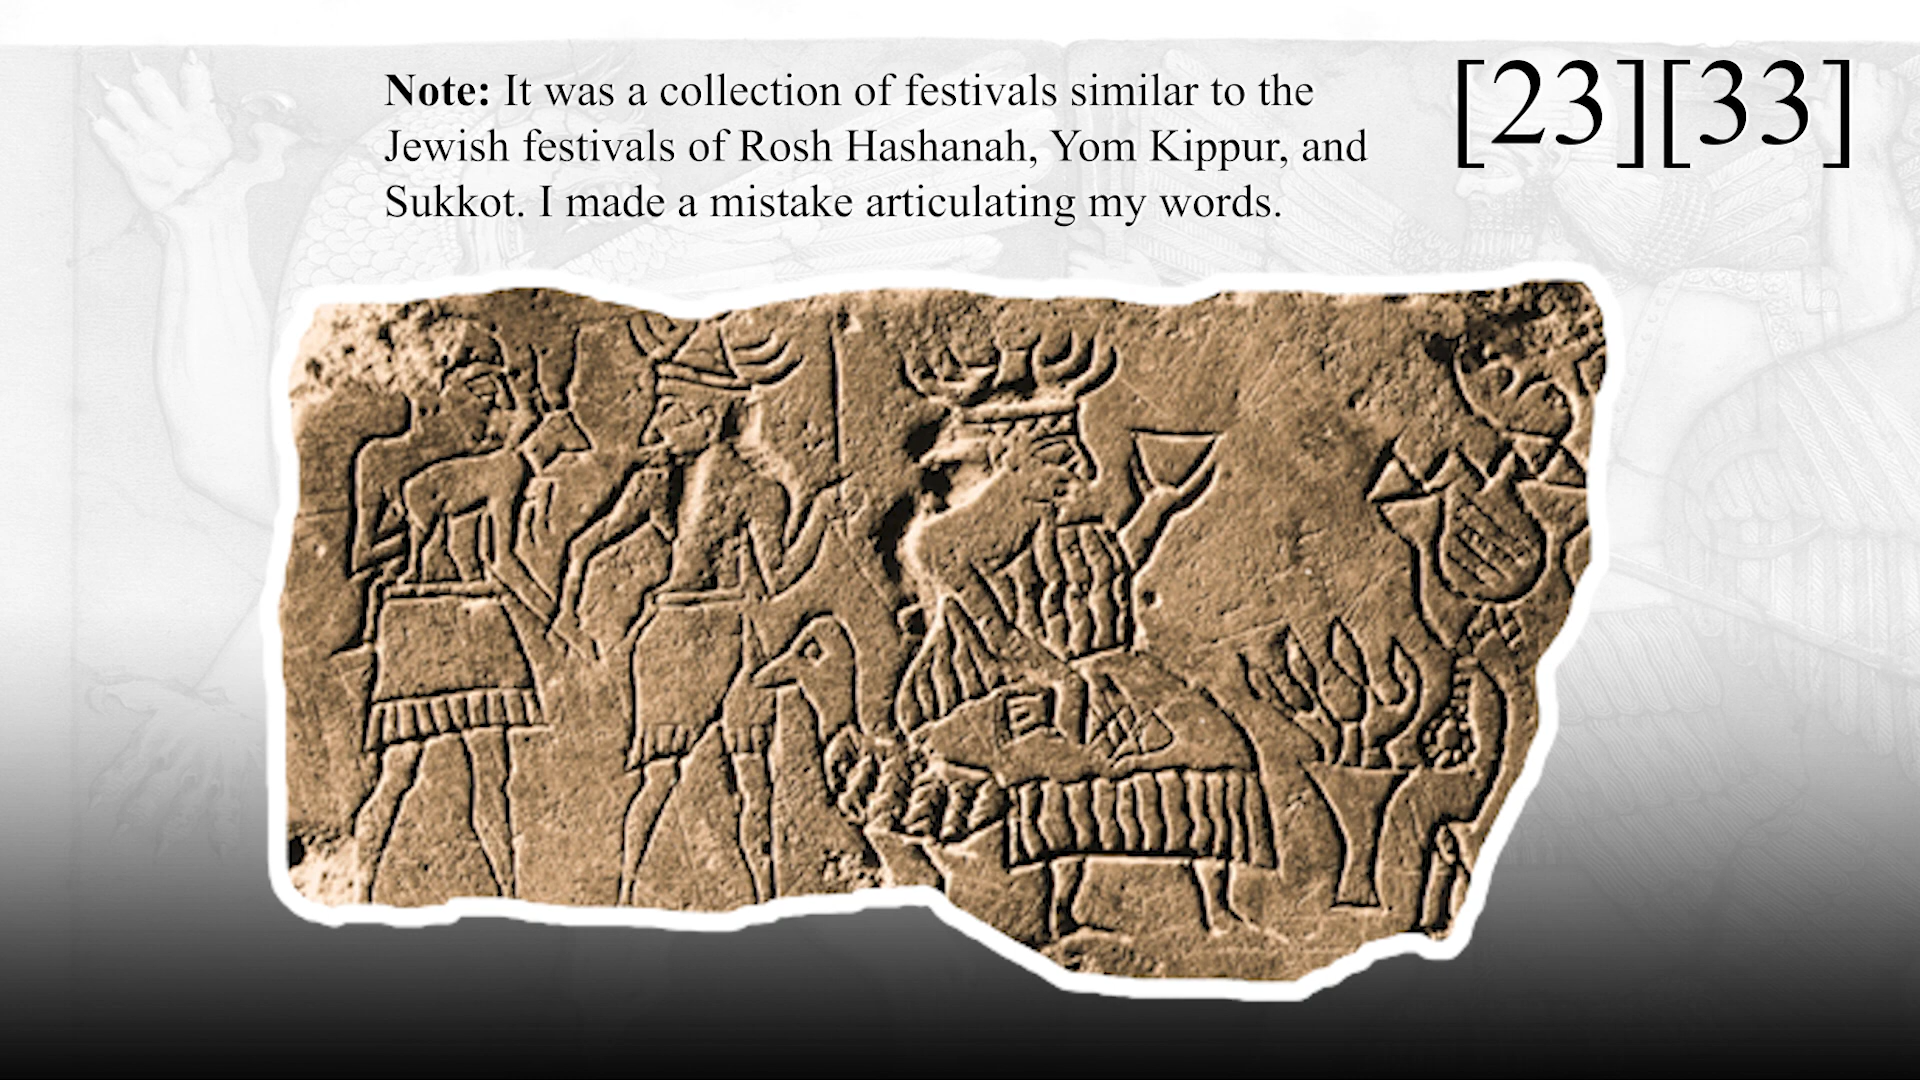 Note: It was a collection of festivals similar to the
Jewish festivals of Rosh Hashanah, Yom Kippur, and
Sukkot. I made a mistake articulating my words.
[23][33]